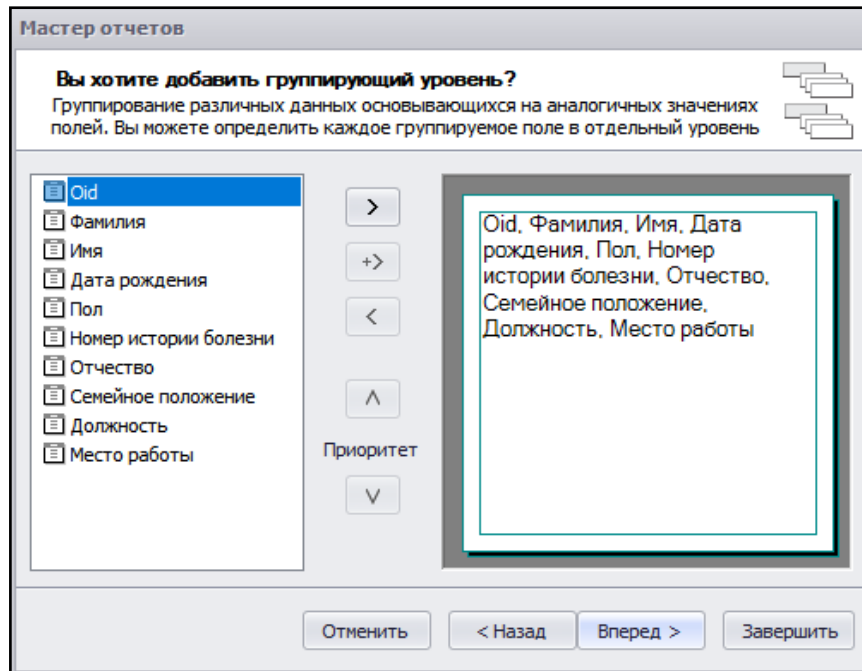 Мастер отчетов
Вы хотите добавить группирующий уровень?
Группирование различных данных основывающихся на аналогичных значениях
полей. Вы можете определить каждое группируемое поле в отдельный уровень
Oid
Фамилия
Имя
Дата рождения
Пол
Номер истории болезни
Отчество
Семейное положение
Должность
Место работы
>
+>
<
Λ
Приоритет
V
Oid, Фамилия, Имя, Дата
рождения, Пол, Номер
истории болезни, Отчество,
Семейное положение,
Должность, Место работы
Отменить
< Назад
Вперед >
Завершить